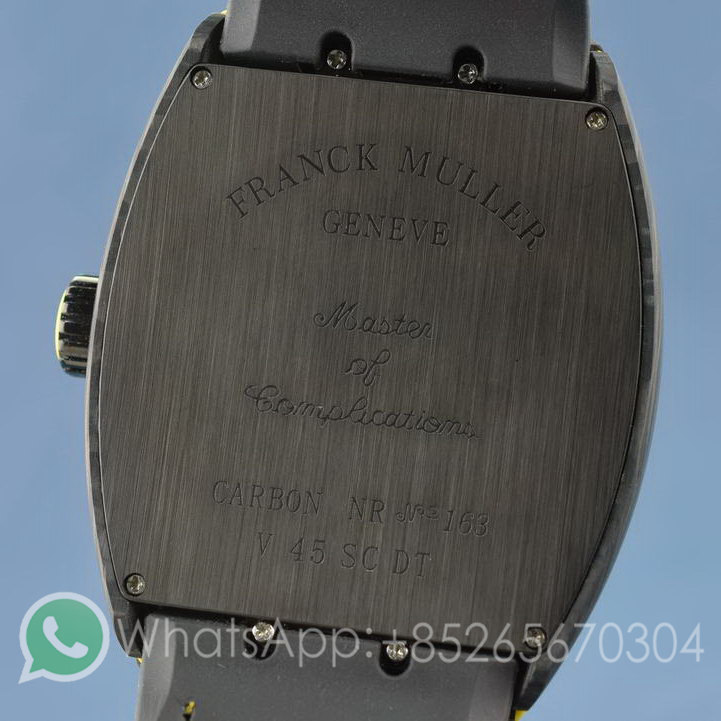 FRANCK MULLER
GENEVE
Master
of
Complications
CARBON NR Nº 163
V 45 SC DT
WhatsApp: +85265670304